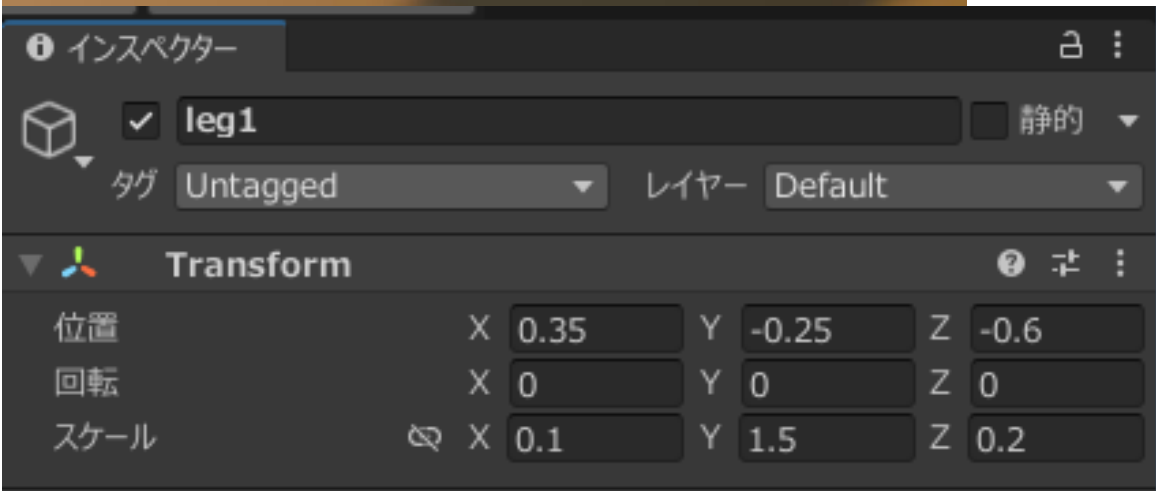 インスペクター
leg1 静的
タグ Untagged レイヤー Default
Transform
位置 X 0.35 Y -0.25 Z -0.6
回転 X 0 Y 0 Z 0
スケール X 0.1 Y 1.5 Z 0.2